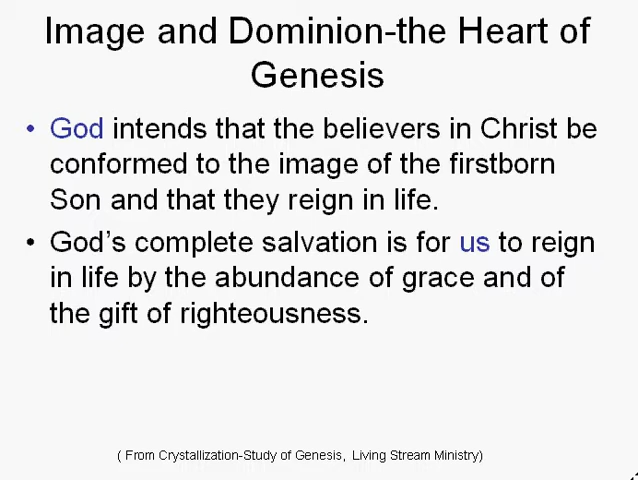 Image and Dominion-the Heart of
Genesis
• God intends that the believers in Christ be
conformed to the image of the firstborn
Son and that they reign in life.
• God's complete salvation is for us to reign
in life by the abundance of grace and of
the gift of righteousness.
( From Crystallization-Study of Genesis, Living Stream Ministry)